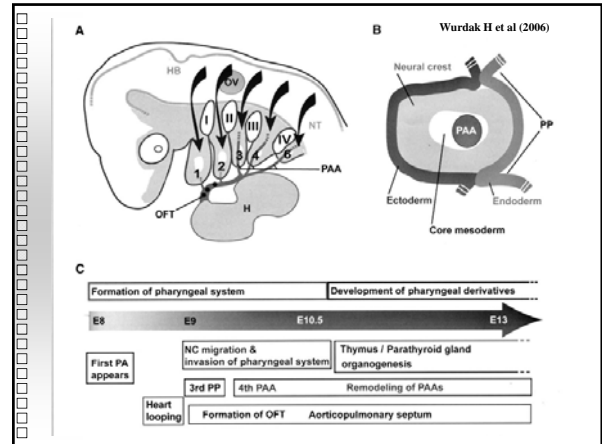 Wurdak H et al (2006)
A
HB
OV
NT
I
II
III
IV
1
2
3
4
6
PAA
OFT
H
B
Neural crest
PP
PAA
Ectoderm
Endoderm
Core mesoderm
C
Formation of pharyngeal system
Development of pharyngeal derivatives
E8
E9
E10.5
E13
First PA
appears
NC migration &
invasion of pharyngeal system
Thymus / Parathyroid gland
organogenesis
3rd PP
4th PAA
Remodeling of PAAs
Heart
looping
Formation of OFT
Aorticopulmonary septum